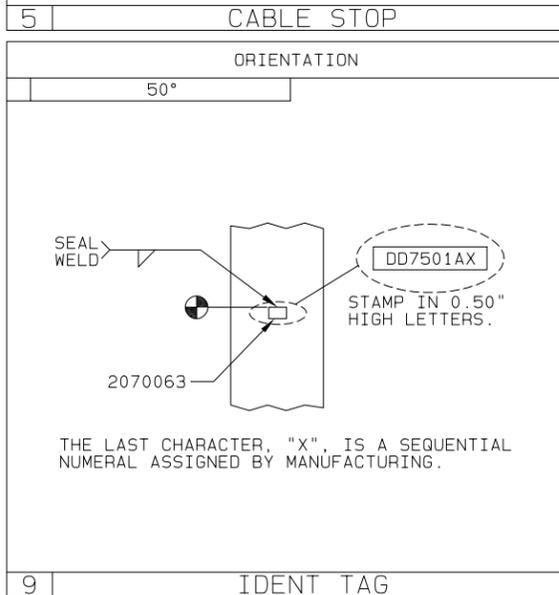 5 CABLE STOP
ORIENTATION
50°
SEAL
WELD
DD7501AX
STAMP IN 0.50"
HIGH LETTERS.
2070063
THE LAST CHARACTER, "X", IS A SEQUENTIAL
NUMERAL ASSIGNED BY MANUFACTURING.
9 IDENT TAG